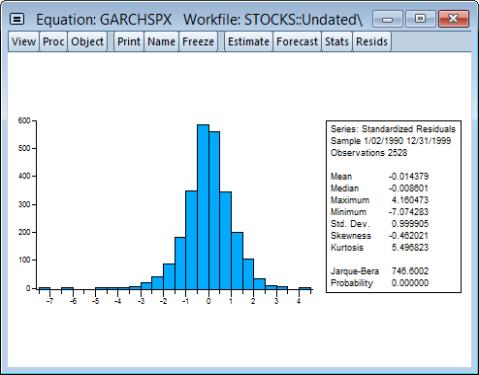 Equation: GARCHSPX Workfile: STOCKS::Undated\
View Proc Object Print Name Freeze Estimate Forecast Stats Resids
600
500
400
300
200
100
0
-7 -6 -5 -4 -3 -2 -1 0 1 2 3 4
Series: Standardized Residuals
Sample 1/02/1990 12/31/1999
Observations 2528
Mean -0.014379
Median -0.008601
Maximum 4.160473
Minimum -7.074283
Std. Dev. 0.999905
Skewness -0.462021
Kurtosis 5.496823
Jarque-Bera 746.6002
Probability 0.000000